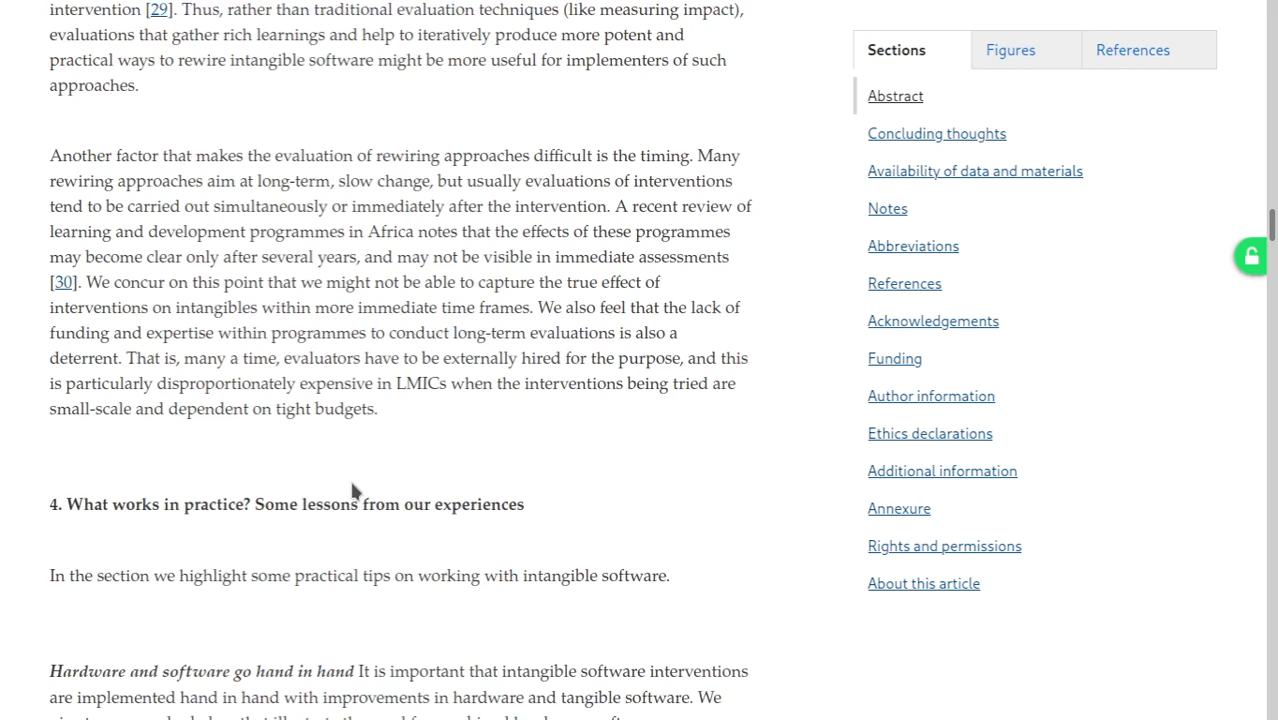 intervention [29]. Thus, rather than traditional evaluation techniques (like measuring impact),
evaluations that gather rich learnings and help to iteratively produce more potent and
practical ways to rewire intangible software might be more useful for implementers of such
approaches.
Another factor that makes the evaluation of rewiring approaches difficult is the timing. Many
rewiring approaches aim at long-term, slow change, but usually evaluations of interventions
tend to be carried out simultaneously or immediately after the intervention. A recent review of
learning and development programmes in Africa notes that the effects of these programmes
may become clear only after several years, and may not be visible in immediate assessments
[30]. We concur on this point that we might not be able to capture the true effect of
interventions on intangibles within more immediate time frames. We also feel that the lack of
funding and expertise within programmes to conduct long-term evaluations is also a
deterrent. That is, many a time, evaluators have to be externally hired for the purpose, and this
is particularly disproportionately expensive in LMICs when the interventions being tried are
small-scale and dependent on tight budgets.
4. What works in practice? Some lessons from our experiences
In the section we highlight some practical tips on working with intangible software.
Hardware and software go hand in hand It is important that intangible software interventions
are implemented hand in hand with improvements in hardware and tangible software. We
Sections
Figures
References
Abstract
Concluding thoughts
Availability of data and materials
Notes
Abbreviations
References
Acknowledgements
Funding
Author information
Ethics declarations
Additional information
Annexure
Rights and permissions
About this article